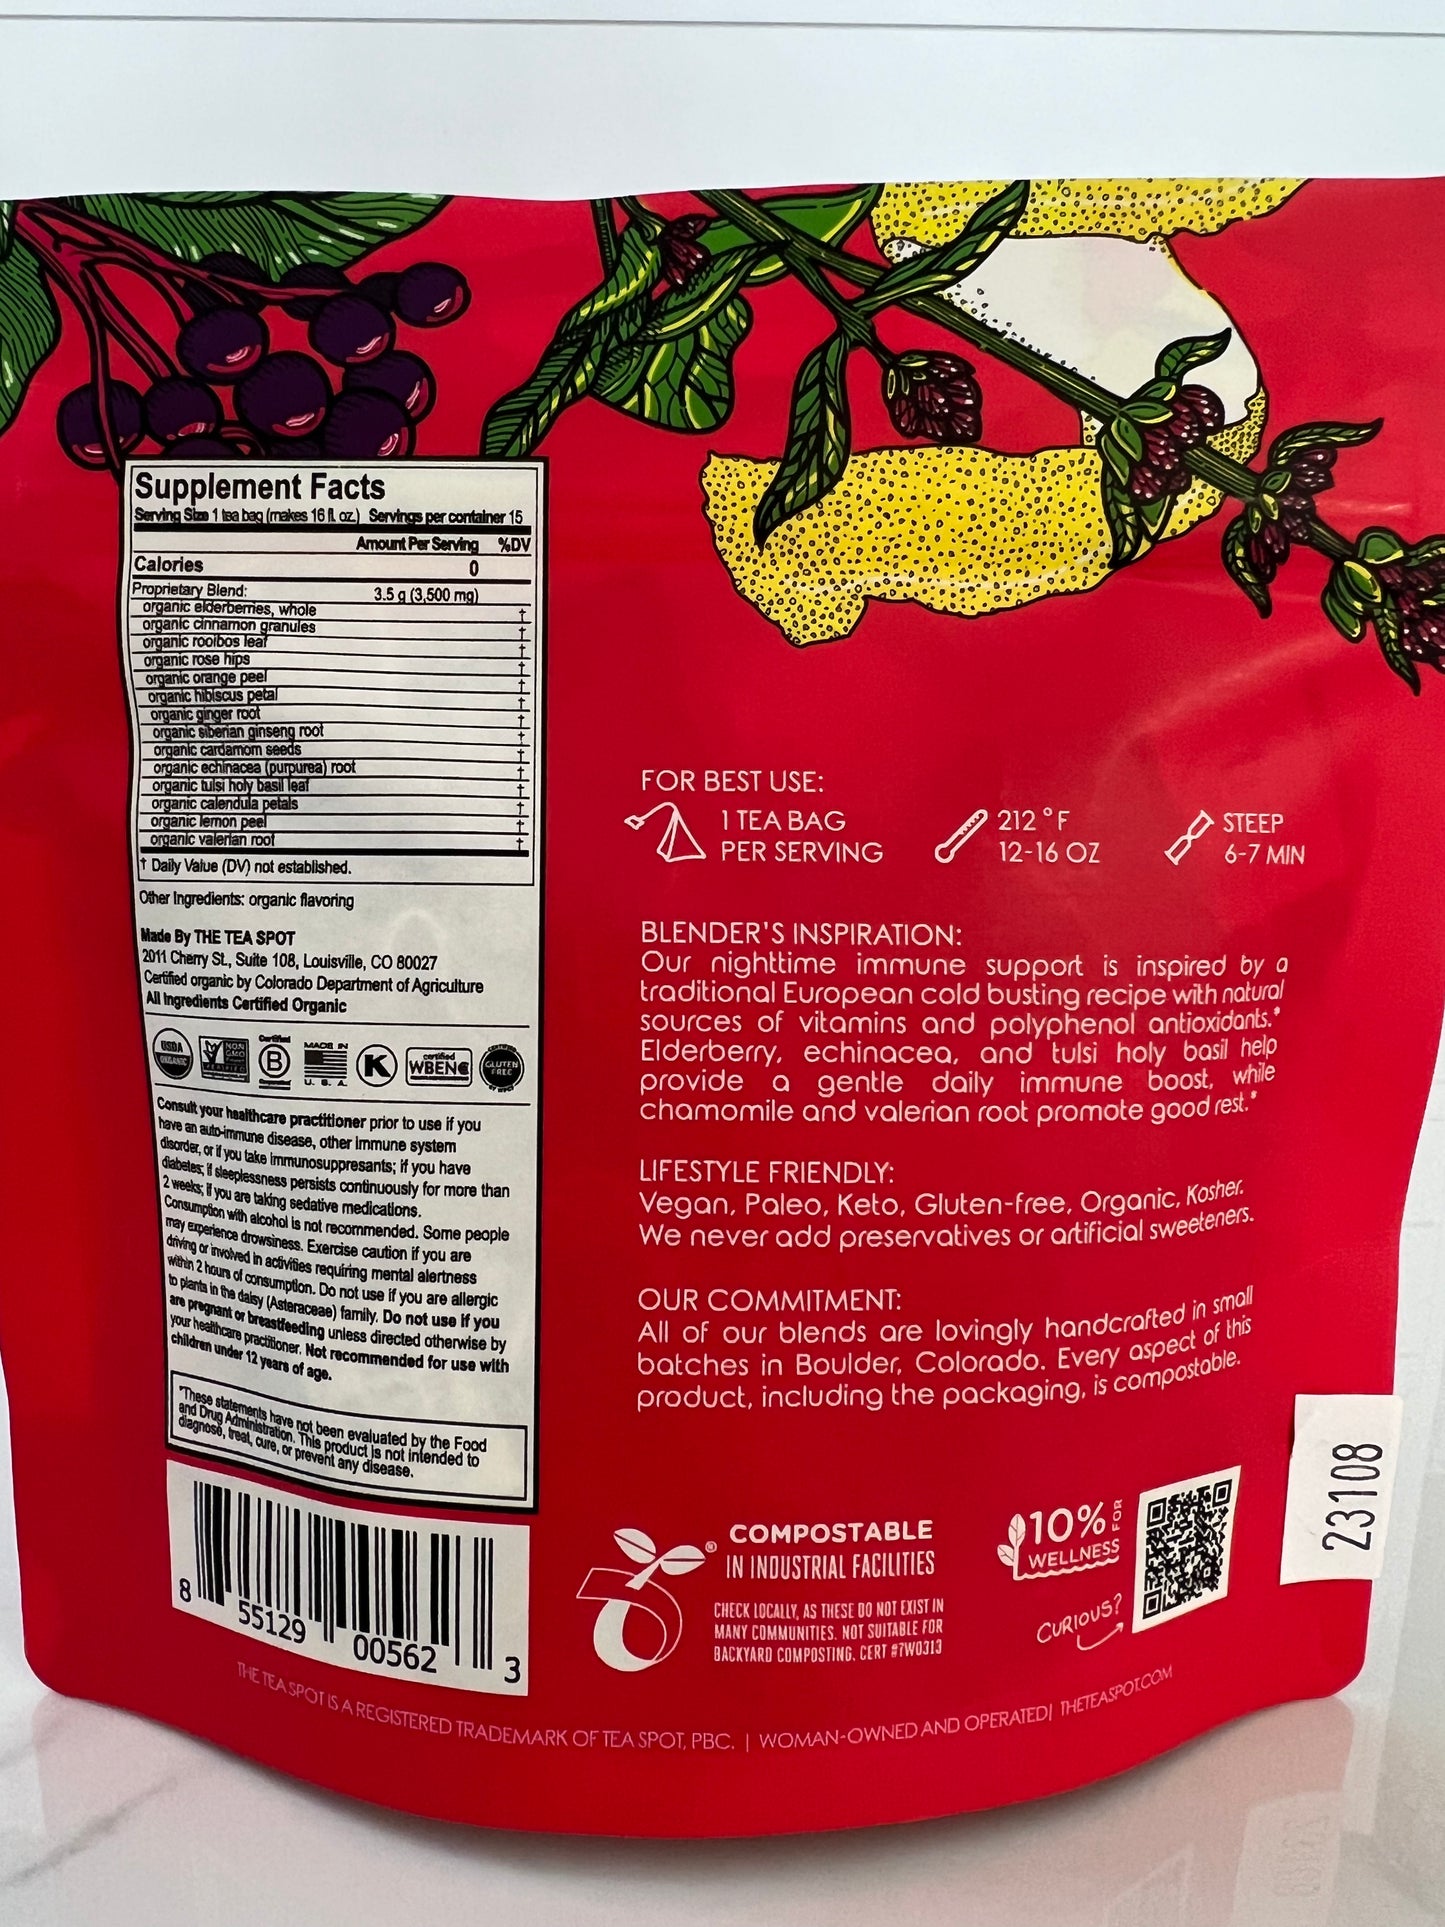 Supplement Facts
Serving Size 1 tea bag (makes 16 fl. oz.) Servings per container 15
Amount Per Serving %DV
Calories 0
Proprietary Blend: 3.5 g (3,500 mg)
organic elderberries, whole †
organic cinnamon granules †
organic rooibos leaf †
organic rose hips †
organic orange peel †
organic hibiscus petal †
organic ginger root †
organic siberian ginseng root †
organic cardamom seeds †
organic echinacea (purpurea) root †
organic tulsi holy basil leaf †
organic calendula petals †
organic lemon peel †
organic valerian root †
† Daily Value (DV) not established.
Other Ingredients: organic flavoring
Made By THE TEA SPOT
2011 Cherry St., Suite 108, Louisville, CO 80027
Certified organic by Colorado Department of Agriculture
All Ingredients Certified Organic
USDA
ORGANIC
NON
GMO
Project
VERIFIED
Certified
B
Corporation
MADE IN
U.S.A.
K
certified
WBENC
CERTIFIED
GLUTEN
FREE
Consult your healthcare practitioner prior to use if you
have an auto-immune disease, other immune system
disorder, or if you take immunosuppresants; if you have
diabetes; if sleeplessness persists continuously for more than
2 weeks; if you are taking sedative medications.
Consumption with alcohol is not recommended. Some people
may experience drowsiness. Exercise caution if you are
driving or involved in activities requiring mental alertness
within 2 hours of consumption. Do not use if you are allergic
to plants in the daisy (Asteraceae) family. Do not use if you
are pregnant or breastfeeding unless directed otherwise by
your healthcare practitioner. Not recommended for use with
children under 12 years of age.
*These statements have not been evaluated by the Food
and Drug Administration. This product is not intended to
diagnose, treat, cure, or prevent any disease.
8 55129 00562 3
FOR BEST USE:
1 TEA BAG
PER SERVING
212 °F
12-16 OZ
STEEP
6-7 MIN
BLENDER'S INSPIRATION:
Our nighttime immune support is inspired by a
traditional European cold busting recipe with natural
sources of vitamins and polyphenol antioxidants.*
Elderberry, echinacea, and tulsi holy basil help
provide a gentle daily immune boost, while
chamomile and valerian root promote good rest.*
LIFESTYLE FRIENDLY:
Vegan, Paleo, Keto, Gluten-free, Organic, Kosher.
We never add preservatives or artificial sweeteners.
OUR COMMITMENT:
All of our blends are lovingly handcrafted in small
batches in Boulder, Colorado. Every aspect of this
product, including the packaging, is compostable.
®
COMPOSTABLE
IN INDUSTRIAL FACILITIES
CHECK LOCALLY, AS THESE DO NOT EXIST IN
MANY COMMUNITIES. NOT SUITABLE FOR
BACKYARD COMPOSTING. CERT #7W0313
10% FOR
WELLNESS
CURIOUS?
23108
THE TEA SPOT IS A REGISTERED TRADEMARK OF TEA SPOT, PBC. | WOMAN-OWNED AND OPERATED| THETEASPOT.COM